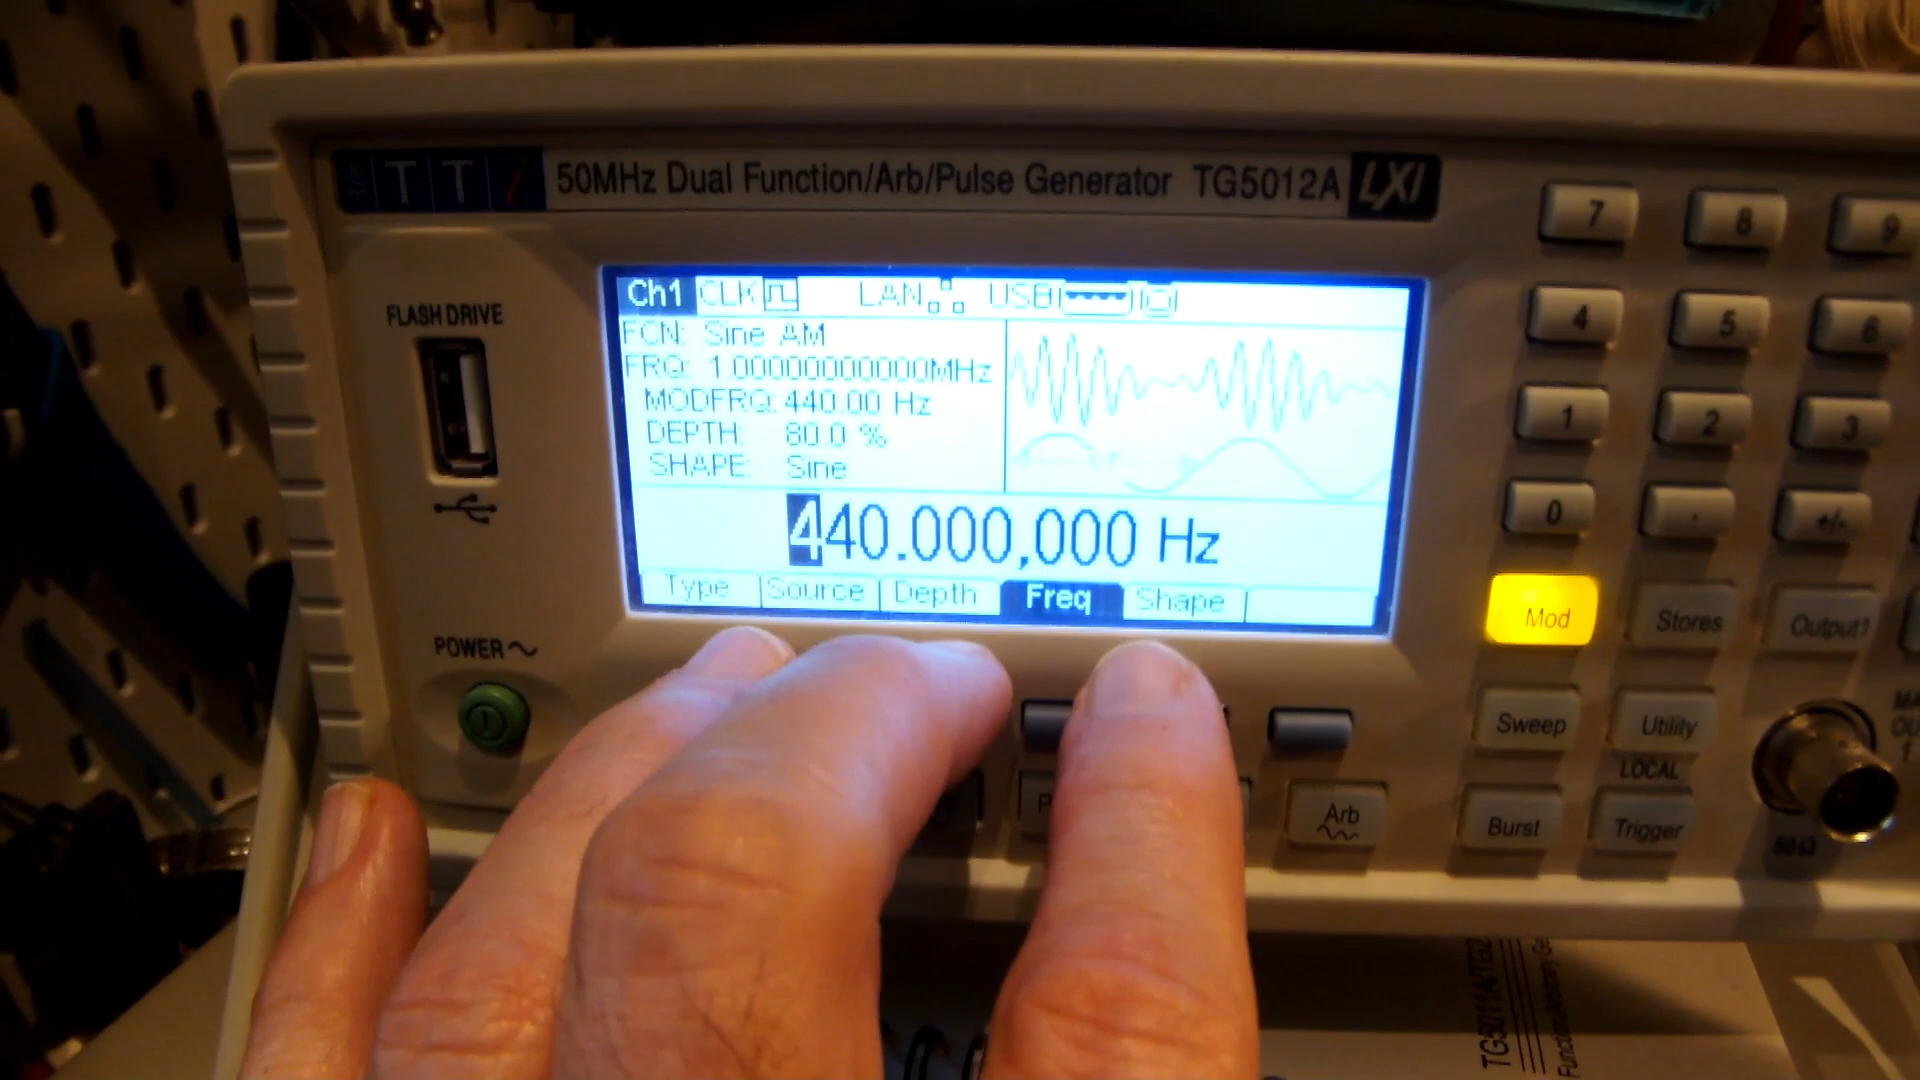 TTi 50MHz Dual Function/Arb/Pulse Generator TG5012A LXI
FLASH DRIVE
POWER
Ch1 CLK LAN USB
FCN: Sine AM
FRQ: 1.00000000000MHz
MODFRQ: 440.00 Hz
DEPTH: 80.0 %
SHAPE: Sine
440.000,000 Hz
Type Source Depth Freq Shape
7 8 9
4 5 6
1 2 3
0 . +/-
Mod Stores Output1
Sweep Utility
LOCAL
Arb Burst Trigger
50Ω
TG5011A/TG2